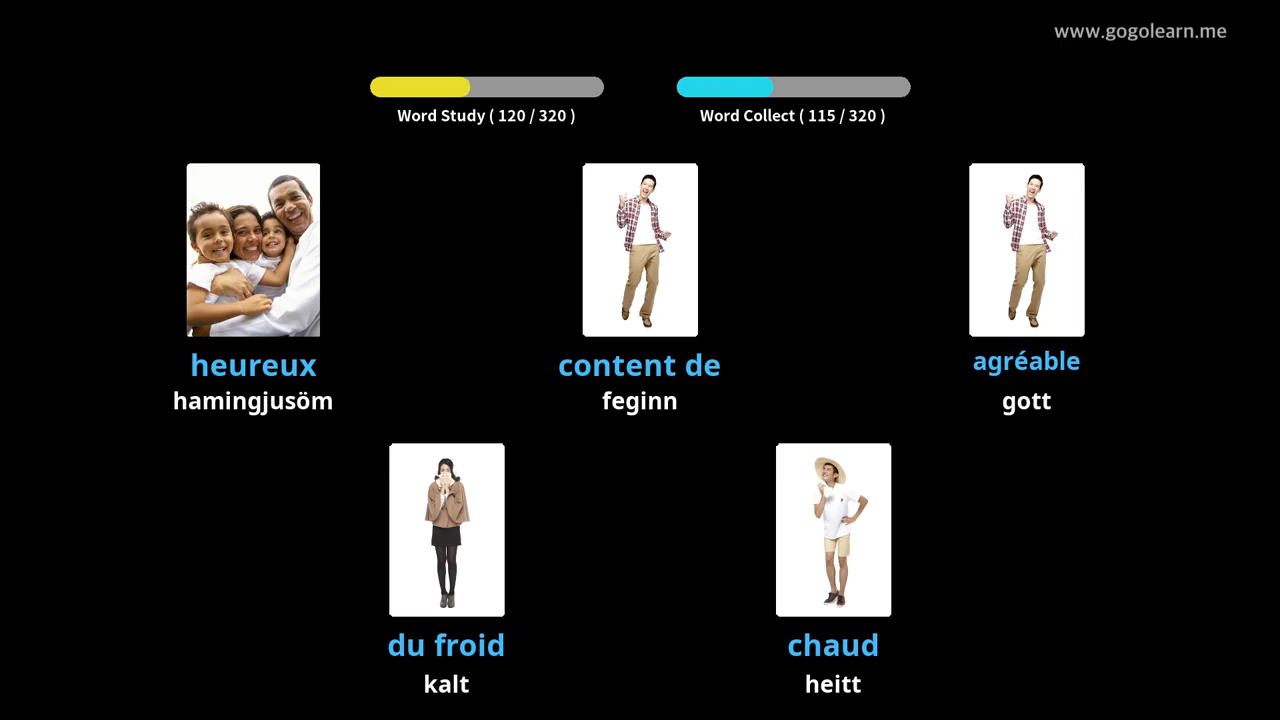 www.gogolearn.me
Word Study ( 120 / 320 )
Word Collect ( 115 / 320 )
heureux
hamingjusöm
content de
feginn
agréable
gott
du froid
kalt
chaud
heitt